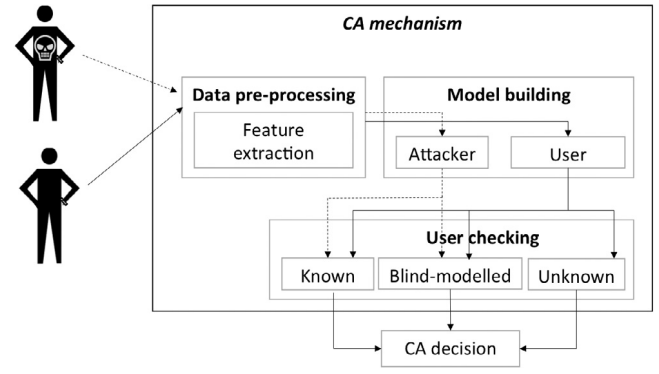 CA mechanism
Data pre-processing
Feature
extraction
Model building
Attacker
User
User checking
Known
Blind-modelled
Unknown
CA decision